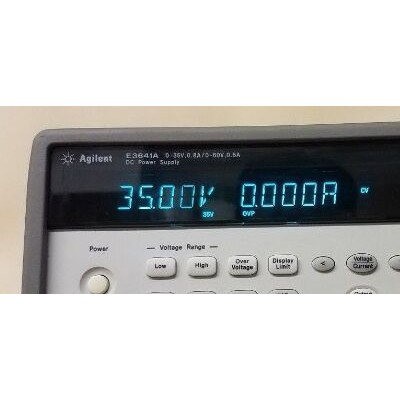 Agilent E3641A 0-35V,0.8A/0-60V,0.5A
DC Power Supply
35.00V 0.000A CV
35V OVP
Voltage Range
Power
Low High Over Voltage Display Limit < Voltage Current